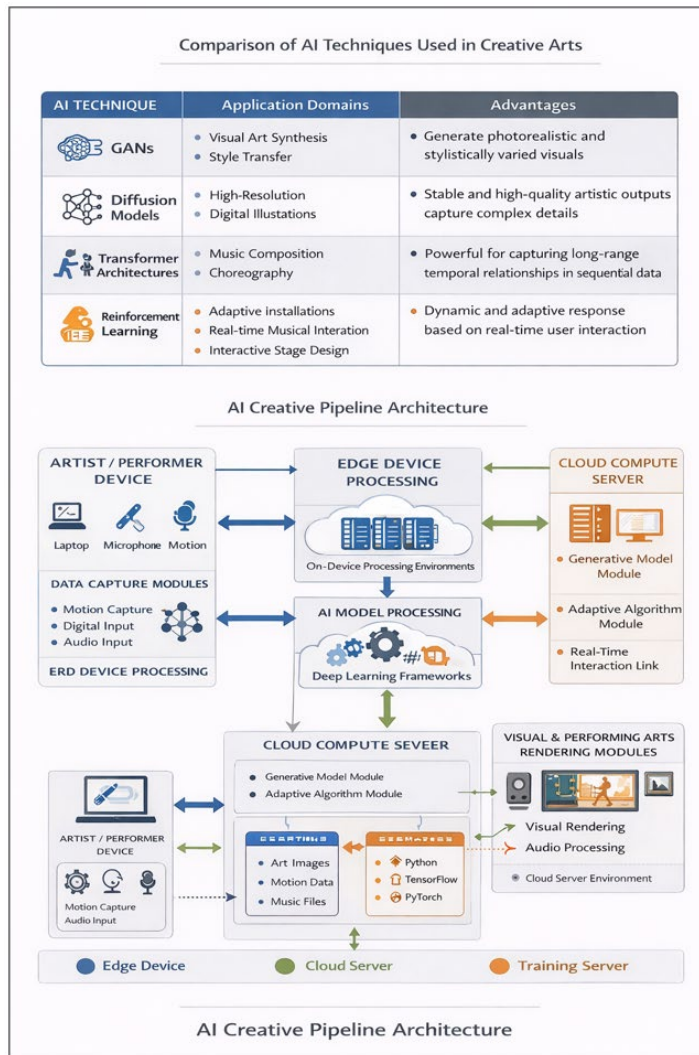 Comparison of AI Techniques Used in Creative Arts
AI TECHNIQUE
Application Domains
Advantages
GANs
• Visual Art Synthesis
• Style Transfer
• Generate photorealistic and
stylistically varied visuals
Diffusion
Models
• High-Resolution
• Digital Illustations
• Stable and high-quality artistic outputs
capture complex details
Transformer
Architectures
• Music Composition
• Choreography
• Powerful for capturing long-range
temporal relationships in sequential data
Reinforcement
Learning
• Adaptive installations
• Real-time Musical Interation
• Interactive Stage Design
• Dynamic and adaptive response
based on real-time user interaction
AI Creative Pipeline Architecture
ARTIST / PERFORMER
DEVICE
Laptop
Microphone
Motion
DATA CAPTURE MODULES
• Motion Capture
• Digital Input
• Audio Input
ERD DEVICE PROCESSING
EDGE DEVICE
PROCESSING
On-Device Processing Environments
AI MODEL PROCESSING
Deep Learning Frameworks
CLOUD COMPUTE
SERVER
• Generative Model
Module
• Adaptive Algorithm
Module
• Real-Time
Interaction Link
CLOUD COMPUTE SEVEER
• Generative Model Module
• Adaptive Algorithm Module
• Art Images
• Motion Data
• Music Files
• Python
• TensorFlow
• PyTorch
ARTIST / PERFORMER
DEVICE
Motion Capture
Audio Input
VISUAL & PERFORMING ARTS
RENDERING MODULES
Visual Rendering
Audio Processing
Cloud Server Environment
Edge Device
Cloud Server
Training Server
AI Creative Pipeline Architecture